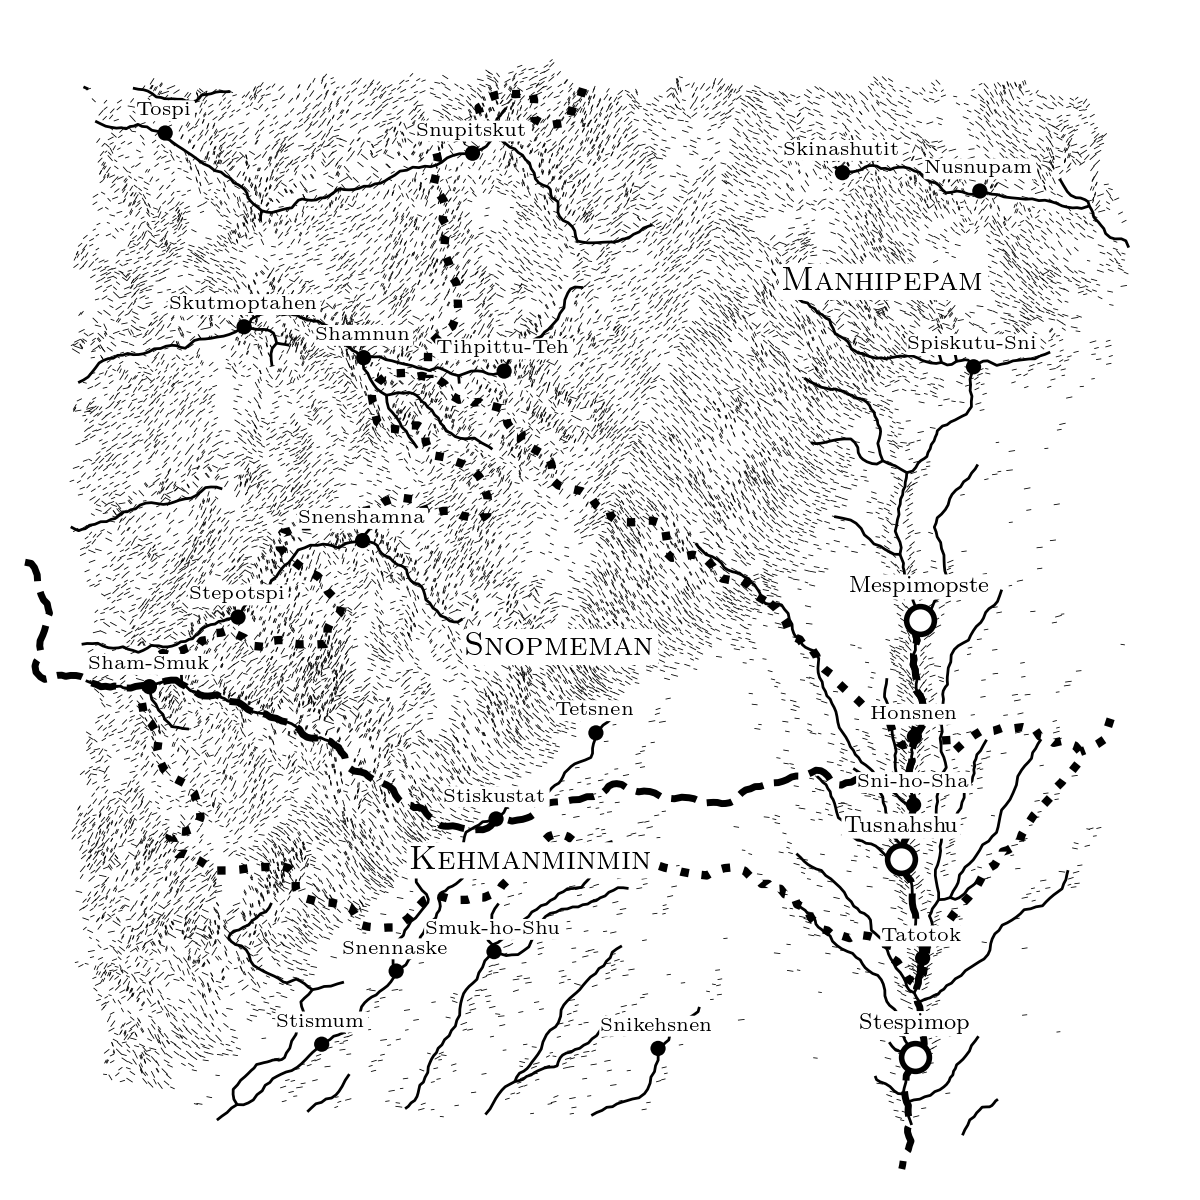 Tospi
Snupitskut
Skinashutit
Nusnupam
Manhipepam
Skutmoptahen
Shamnun
Tihpittu-Teh
Spiskutu-Sni
Snenshamna
Mespimopste
Stepotspi
Snopmeman
Sham-Smuk
Tetsnen
Honsnen
Sni-ho-Sha
Stiskustat
Tusnahshu
Kehmanminmin
Smuk-ho-Shu
Tatotok
Snennaske
Stismum
Snikehsnen
Stespimop